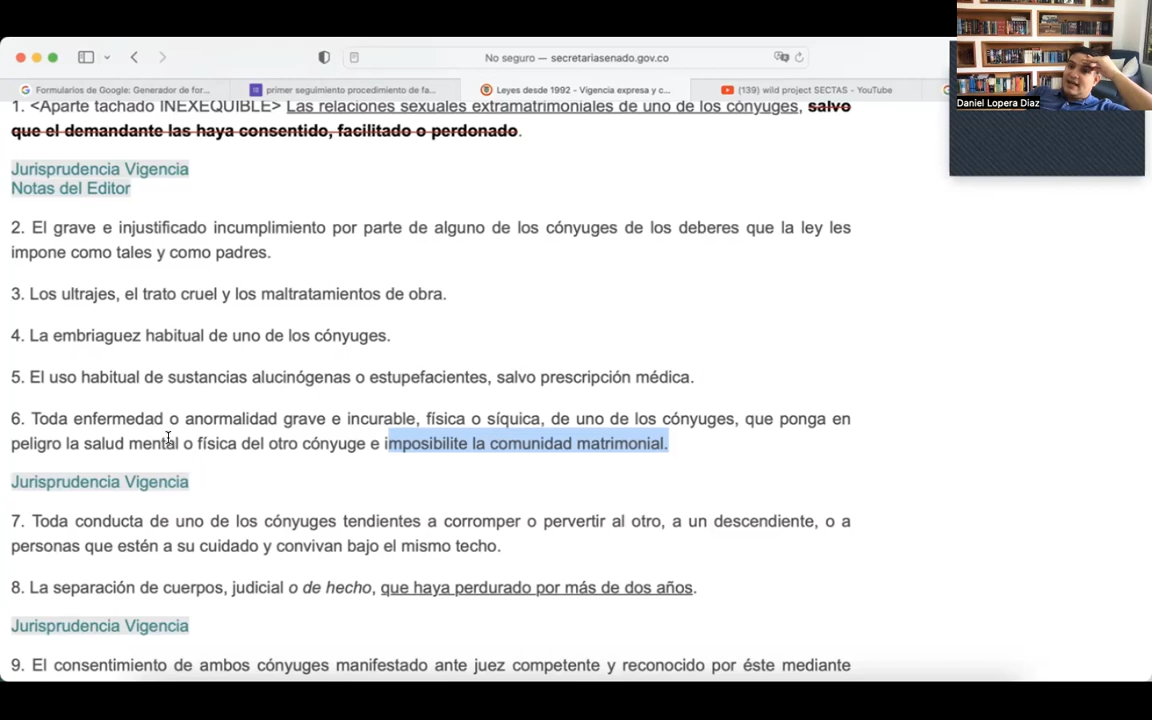 No seguro — secretariasenado.gov.co
Formularios de Google: Generador de for...
primer seguimiento procedimiento de fa...
Leyes desde 1992 - Vigencia expresa y c...
(139) wild project SECTAS - YouTube
Daniel Lopera Diaz
1. <Aparte tachado INEXEQUIBLE> Las relaciones sexuales extramatrimoniales de uno de los cónyuges, salvo
que el demandante las haya consentido, facilitado o perdonado.
Jurisprudencia Vigencia
Notas del Editor
2. El grave e injustificado incumplimiento por parte de alguno de los cónyuges de los deberes que la ley les
impone como tales y como padres.
3. Los ultrajes, el trato cruel y los maltratamientos de obra.
4. La embriaguez habitual de uno de los cónyuges.
5. El uso habitual de sustancias alucinógenas o estupefacientes, salvo prescripción médica.
6. Toda enfermedad o anormalidad grave e incurable, física o síquica, de uno de los cónyuges, que ponga en
peligro la salud mental o física del otro cónyuge e imposibilite la comunidad matrimonial.
Jurisprudencia Vigencia
7. Toda conducta de uno de los cónyuges tendientes a corromper o pervertir al otro, a un descendiente, o a
personas que estén a su cuidado y convivan bajo el mismo techo.
8. La separación de cuerpos, judicial o de hecho, que haya perdurado por más de dos años.
Jurisprudencia Vigencia
9. El consentimiento de ambos cónyuges manifestado ante juez competente y reconocido por éste mediante